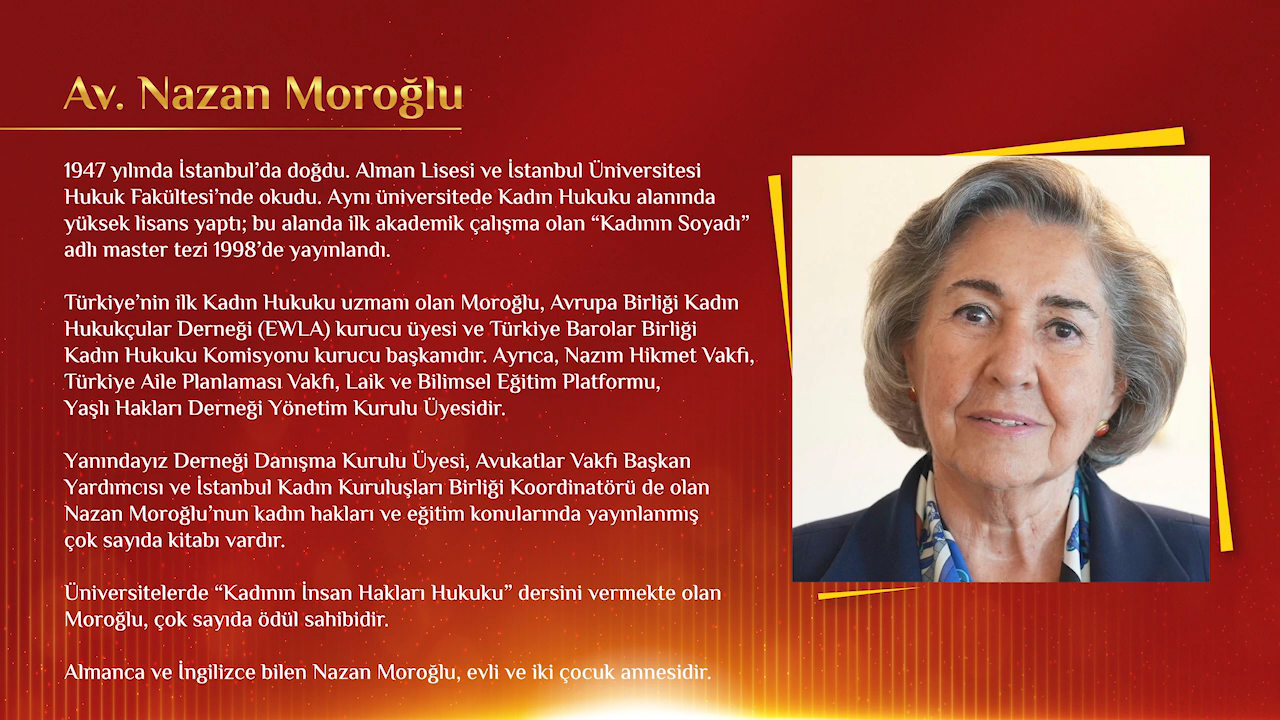 Av. Nazan Moroğlu
1947 yılında İstanbul’da doğdu. Alman Lisesi ve İstanbul Üniversitesi
Hukuk Fakültesi’nde okudu. Aynı üniversitede Kadın Hukuku alanında
yüksek lisans yaptı; bu alanda ilk akademik çalışma olan “Kadının Soyadı”
adlı master tezi 1998’de yayınlandı.
Türkiye’nin ilk Kadın Hukuku uzmanı olan Moroğlu, Avrupa Birliği Kadın
Hukukçular Derneği (EWLA) kurucu üyesi ve Türkiye Barolar Birliği
Kadın Hukuku Komisyonu kurucu başkanıdır. Ayrıca, Nazım Hikmet Vakfı,
Türkiye Aile Planlaması Vakfı, Laik ve Bilimsel Eğitim Platformu,
Yaşlı Hakları Derneği Yönetim Kurulu Üyesidir.
Yanındayız Derneği Danışma Kurulu Üyesi, Avukatlar Vakfı Başkan
Yardımcısı ve İstanbul Kadın Kuruluşları Birliği Koordinatörü de olan
Nazan Moroğlu’nun kadın hakları ve eğitim konularında yayınlanmış
çok sayıda kitabı vardır.
Üniversitelerde “Kadının İnsan Hakları Hukuku” dersini vermekte olan
Moroğlu, çok sayıda ödül sahibidir.
Almanca ve İngilizce bilen Nazan Moroğlu, evli ve iki çocuk annesidir.